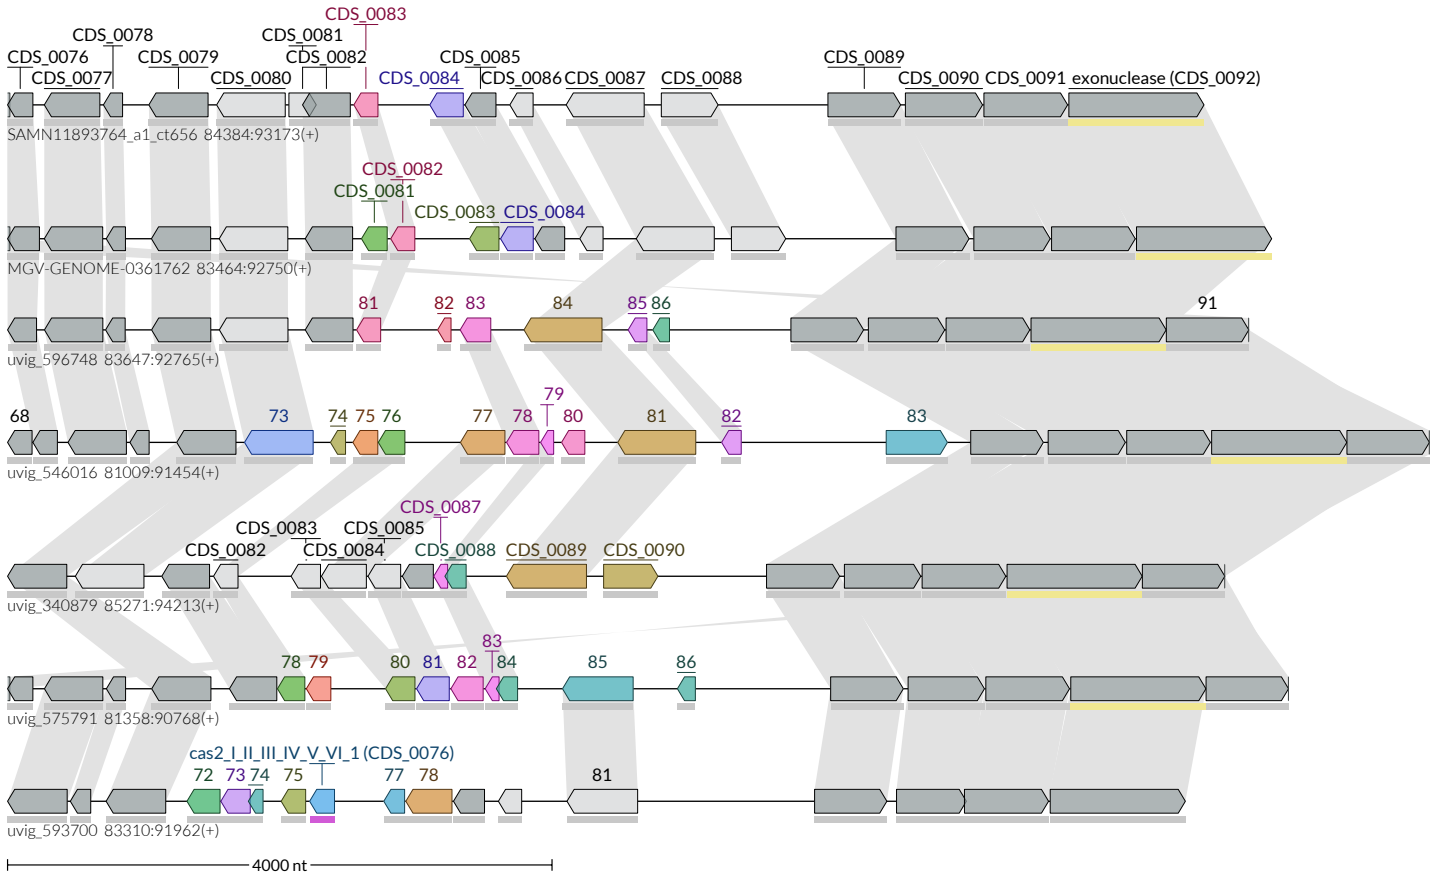 CDS_0083
CDS_0078 CDS_0081
CDS_0076 CDS_0079 CDS_0082 CDS_0085 CDS_0089
CDS_0077 CDS_0080 CDS_0084 CDS_0086 CDS_0087 CDS_0088 CDS_0090 CDS_0091 exonuclease (CDS_0092)
SAMN11893764_a1_ct656 84384:93173(+)
CDS_0082
CDS_0081
CDS_0083 CDS_0084
MGV-GENOME-0361762 83464:92750(+)
81 82 83 84 85 86 91
uvig_596748 83647:92765(+)
79
68 73 74 75 76 77 78 80 81 82 83
uvig_546016 81009:91454(+)
CDS_0087
CDS_0083 CDS_0085
CDS_0082 CDS_0084 CDS_0088 CDS_0089 CDS_0090
uvig_340879 85271:94213(+)
83
78 79 80 81 82 84 85 86
uvig_575791 81358:90768(+)
cas2_I_II_III_IV_V_VI_1 (CDS_0076)
72 73 74 75 77 78 81
uvig_593700 83310:91962(+)
4000 nt